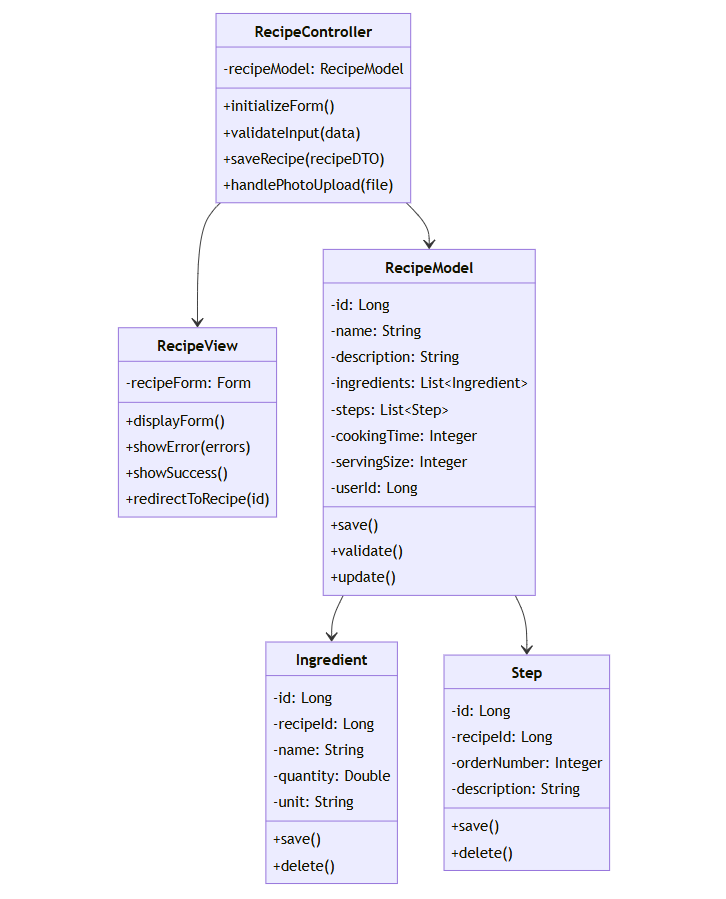 RecipeController
-recipeModel: RecipeModel
+initializeForm()
+validateInput(data)
+saveRecipe(recipeDTO)
+handlePhotoUpload(file)
RecipeModel
-id: Long
-name: String
-description: String
-ingredients: List<Ingredient>
-steps: List<Step>
-cookingTime: Integer
-servingSize: Integer
-userId: Long
+save()
+validate()
+update()
RecipeView
-recipeForm: Form
+displayForm()
+showError(errors)
+showSuccess()
+redirectToRecipe(id)
Ingredient
-id: Long
-recipeId: Long
-name: String
-quantity: Double
-unit: String
+save()
+delete()
Step
-id: Long
-recipeId: Long
-orderNumber: Integer
-description: String
+save()
+delete()